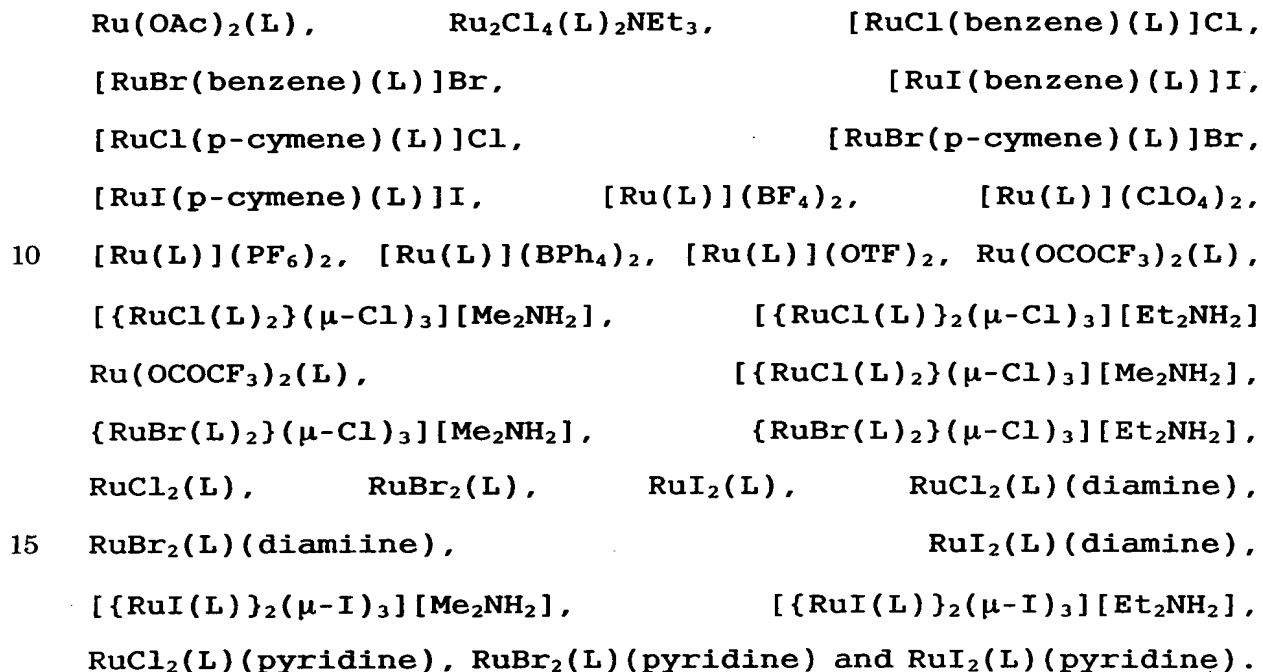 Ru(OAc)₂(L), Ru₂Cl₄(L)₂NEt₃, [RuCl(benzene)(L)]Cl,
[RuBr(benzene)(L)]Br, [RuI(benzene)(L)]I,
[RuCl(p-cymene)(L)]Cl, [RuBr(p-cymene)(L)]Br,
[RuI(p-cymene)(L)]I, [Ru(L)](BF₄)₂, [Ru(L)](ClO₄)₂,
10 [Ru(L)](PF₆)₂, [Ru(L)](BPh₄)₂, [Ru(L)](OTF)₂, Ru(OCOCF₃)₂(L),
[{RuCl(L)₂}(μ-Cl)₃][Me₂NH₂], [{RuCl(L)}₂(μ-Cl)₃][Et₂NH₂]
Ru(OCOCF₃)₂(L), [{RuCl(L)₂}(μ-Cl)₃][Me₂NH₂],
{RuBr(L)₂}(μ-Cl)₃][Me₂NH₂], {RuBr(L)₂}(μ-Cl)₃][Et₂NH₂],
RuCl₂(L), RuBr₂(L), RuI₂(L), RuCl₂(L)(diamine),
15 RuBr₂(L)(diamiine), RuI₂(L)(diamine),
[{RuI(L)}₂(μ-I)₃][Me₂NH₂], [{RuI(L)}₂(μ-I)₃][Et₂NH₂],
RuCl₂(L)(pyridine), RuBr₂(L)(pyridine) and RuI₂(L)(pyridine).